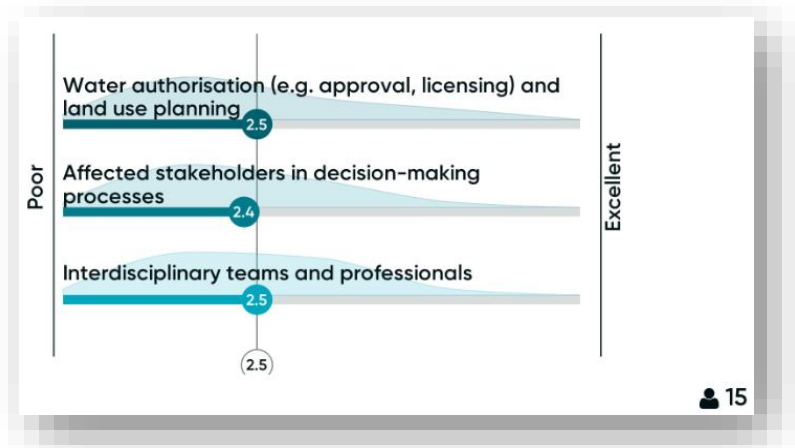 Poor
Water authorisation (e.g. approval, licensing) and
land use planning
2.5
Affected stakeholders in decision-making
processes
2.4
Interdisciplinary teams and professionals
2.5
2.5
Excellent
15